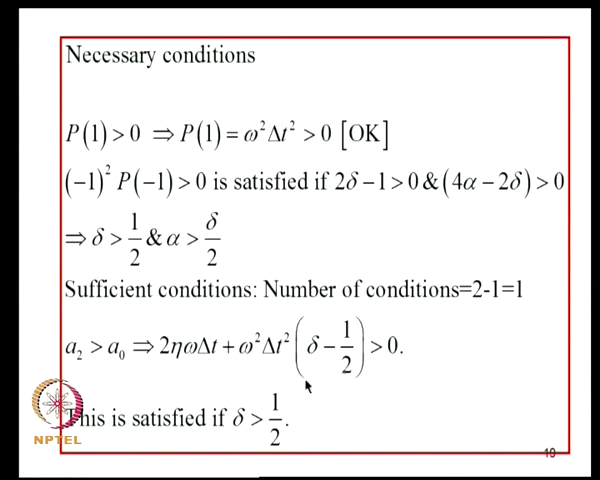 Necessary conditions
P(1) > 0 ⇒ P(1) = ω²Δt² > 0 [OK]
(−1)² P(−1) > 0 is satisfied if 2δ − 1 > 0 & (4α − 2δ) > 0
⇒ δ > 1/2 & α > δ/2
Sufficient conditions: Number of conditions=2-1=1
a₂ > a₀ ⇒ 2ηωΔt + ω²Δt² (δ − 1/2) > 0.
This is satisfied if δ > 1/2.
NPTEL
19